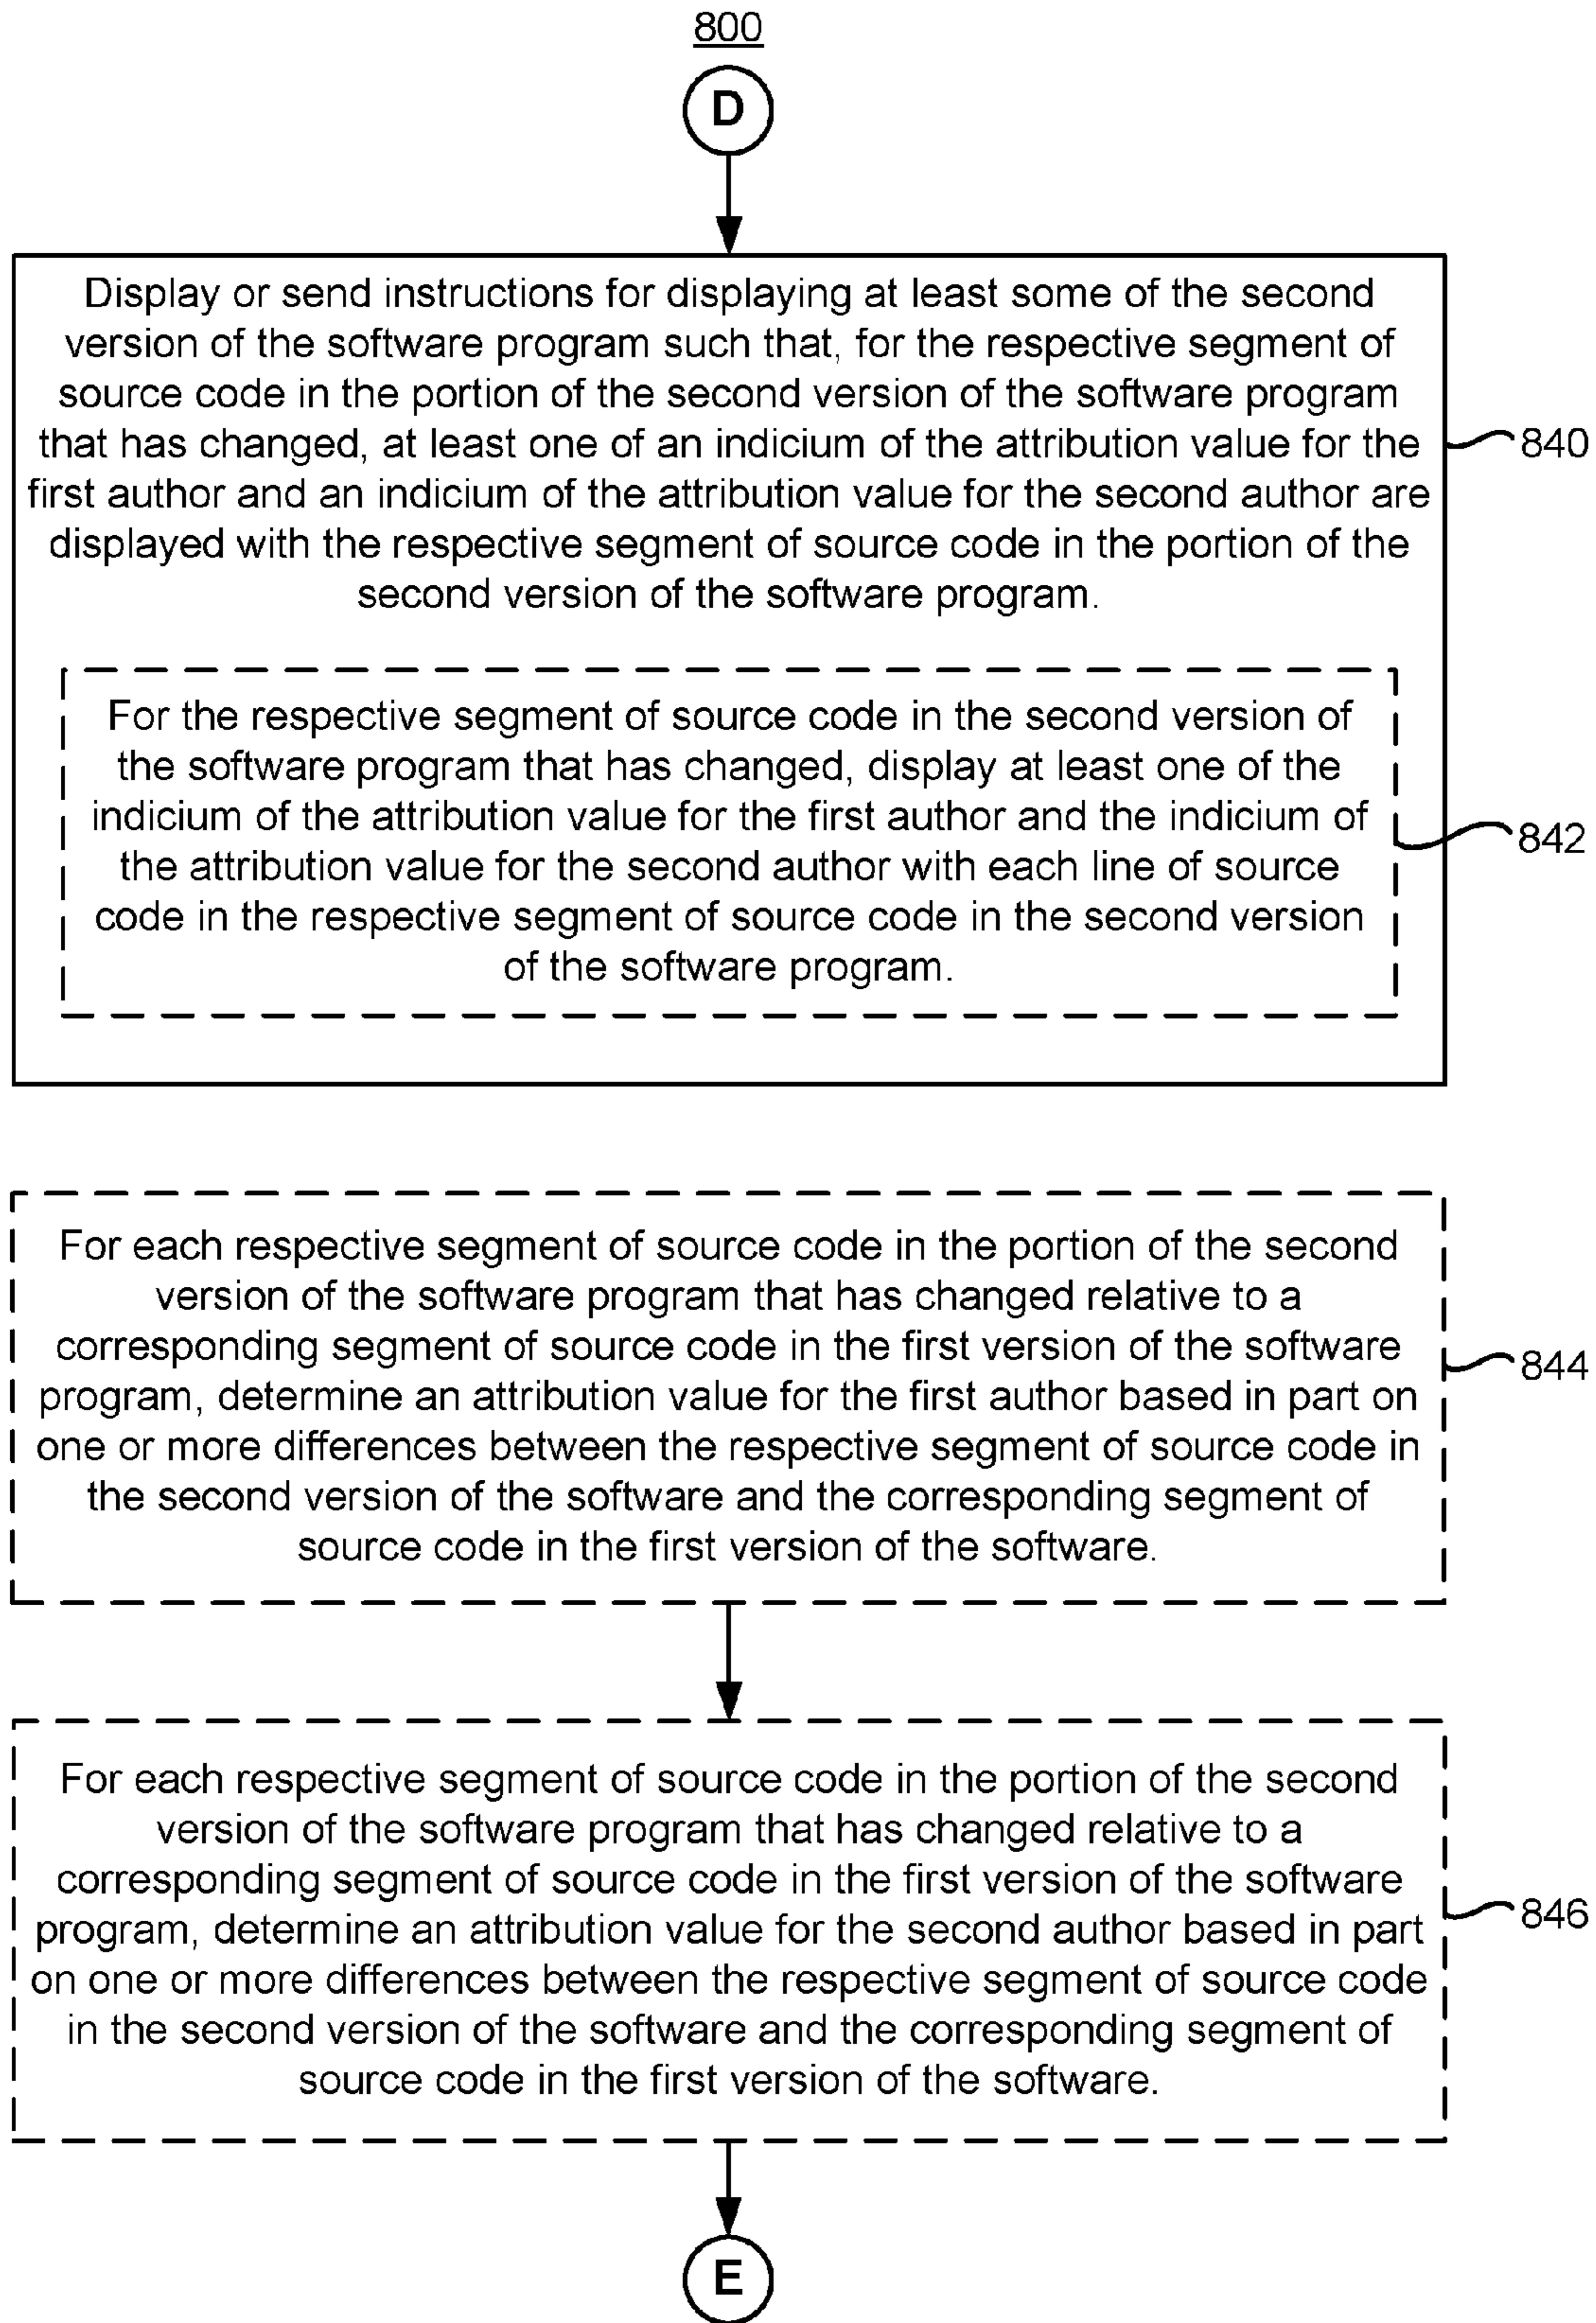 800
D
Display or send instructions for displaying at least some of the second
version of the software program such that, for the respective segment of
source code in the portion of the second version of the software program
that has changed, at least one of an indicium of the attribution value for the
first author and an indicium of the attribution value for the second author are
displayed with the respective segment of source code in the portion of the
second version of the software program.
840
For the respective segment of source code in the second version of
the software program that has changed, display at least one of the
indicium of the attribution value for the first author and the indicium of
the attribution value for the second author with each line of source
code in the respective segment of source code in the second version
of the software program.
842
For each respective segment of source code in the portion of the second
version of the software program that has changed relative to a
corresponding segment of source code in the first version of the software
program, determine an attribution value for the first author based in part on
one or more differences between the respective segment of source code in
the second version of the software and the corresponding segment of
source code in the first version of the software.
844
For each respective segment of source code in the portion of the second
version of the software program that has changed relative to a
corresponding segment of source code in the first version of the software
program, determine an attribution value for the second author based in part
on one or more differences between the respective segment of source code
in the second version of the software and the corresponding segment of
source code in the first version of the software.
846
E